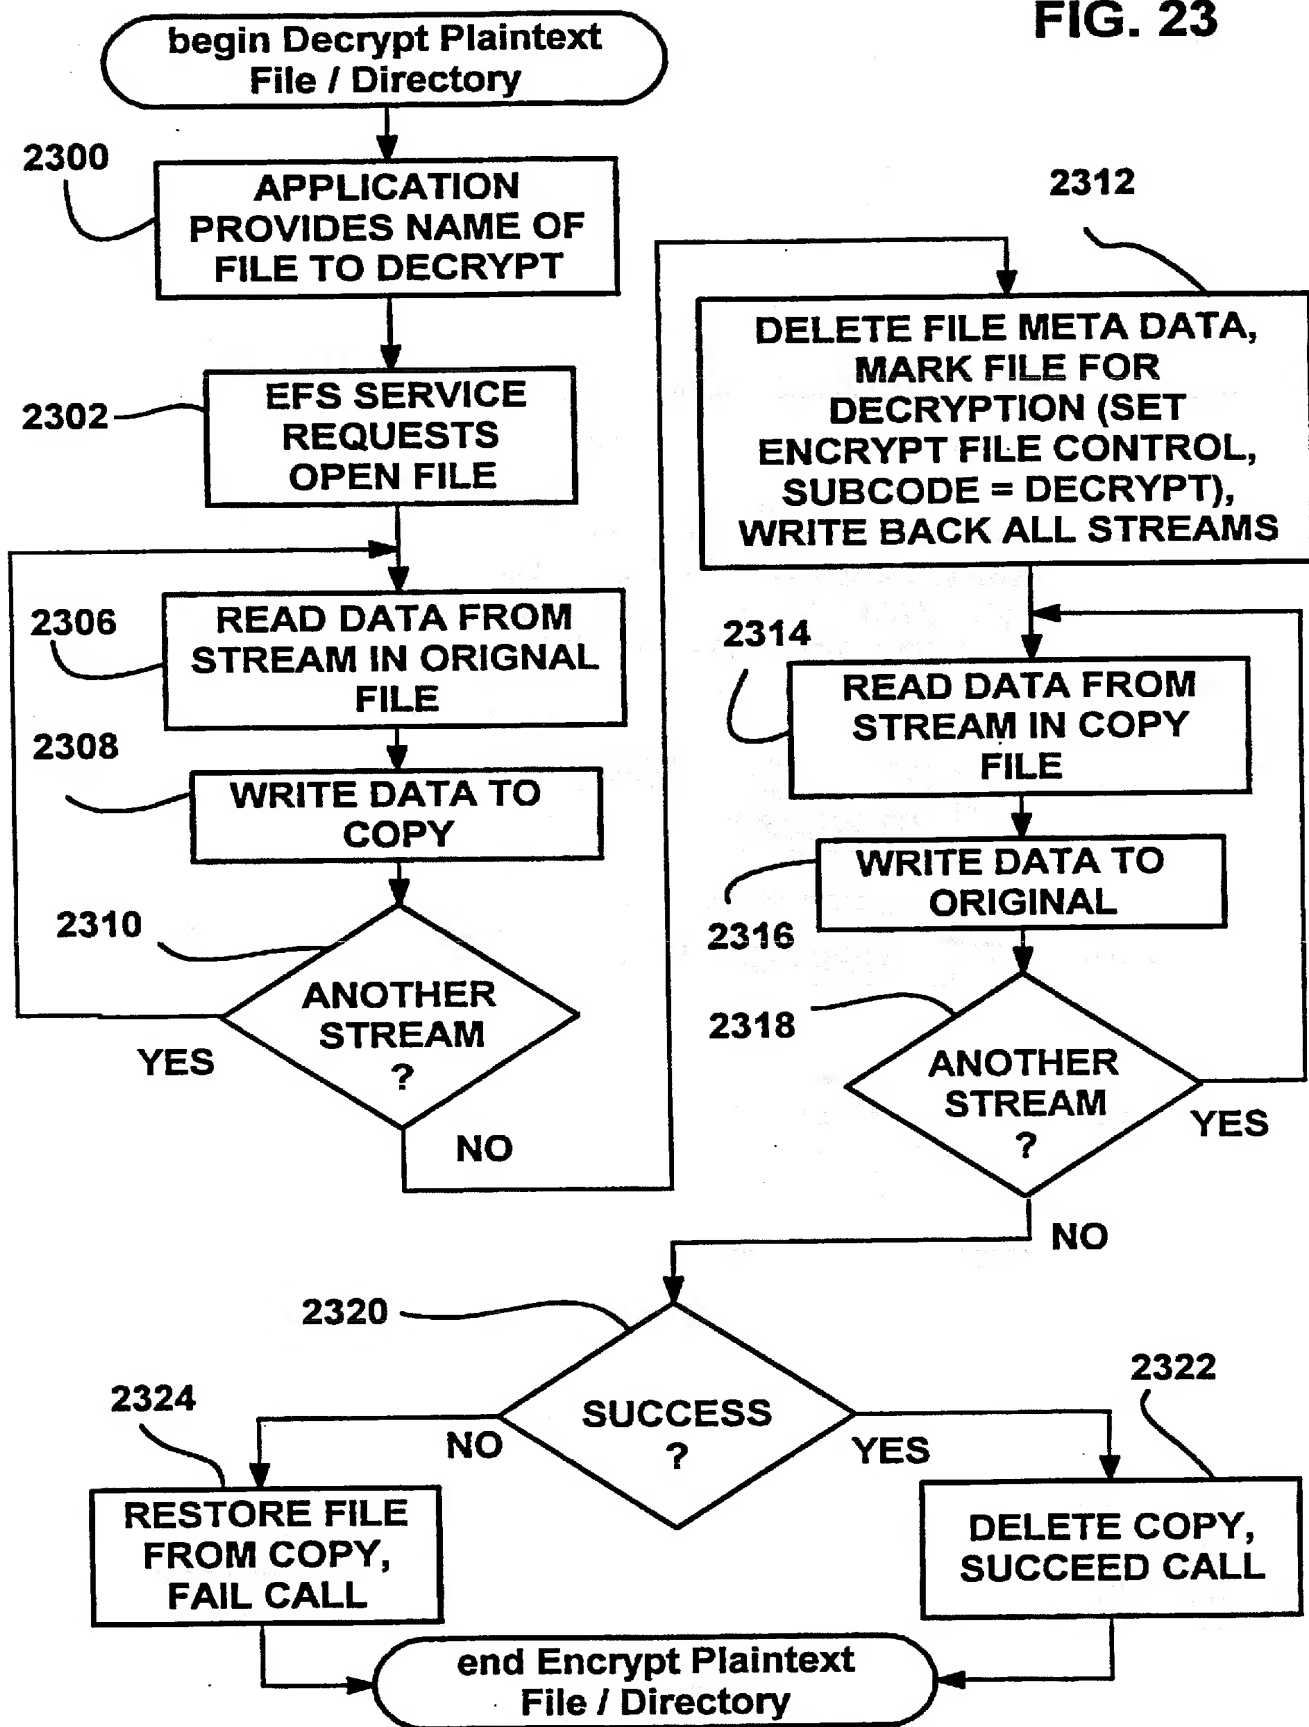 FIG. 23
begin Decrypt Plaintext
File / Directory
2300
APPLICATION
PROVIDES NAME OF
FILE TO DECRYPT
2302
EFS SERVICE
REQUESTS
OPEN FILE
2306
READ DATA FROM
STREAM IN ORIGNAL
FILE
2308
WRITE DATA TO
COPY
2310
ANOTHER
STREAM
?
YES
NO
2312
DELETE FILE META DATA,
MARK FILE FOR
DECRYPTION (SET
ENCRYPT FILE CONTROL,
SUBCODE = DECRYPT),
WRITE BACK ALL STREAMS
2314
READ DATA FROM
STREAM IN COPY
FILE
2316
WRITE DATA TO
ORIGINAL
2318
ANOTHER
STREAM
?
YES
NO
2320
SUCCESS
?
NO
YES
2324
RESTORE FILE
FROM COPY,
FAIL CALL
2322
DELETE COPY,
SUCCEED CALL
end Encrypt Plaintext
File / Directory